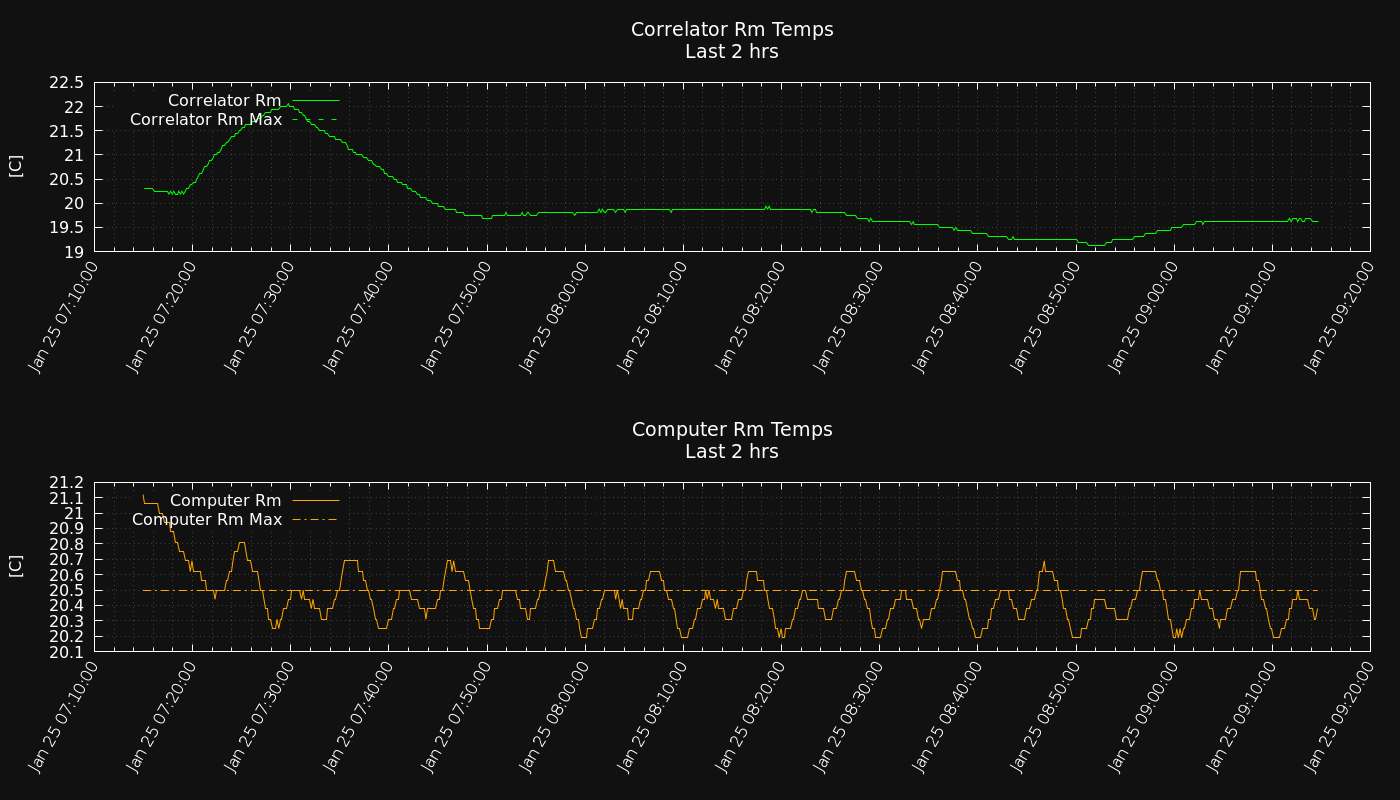 Correlator Rm Temps
Last 2 hrs
[C]
22.5
22
21.5
21
20.5
20
19.5
19
Correlator Rm
Correlator Rm Max
Jan 25 07:10:00
Jan 25 07:20:00
Jan 25 07:30:00
Jan 25 07:40:00
Jan 25 07:50:00
Jan 25 08:00:00
Jan 25 08:10:00
Jan 25 08:20:00
Jan 25 08:30:00
Jan 25 08:40:00
Jan 25 08:50:00
Jan 25 09:00:00
Jan 25 09:10:00
Jan 25 09:20:00
Computer Rm Temps
Last 2 hrs
[C]
21.2
21.1
21
20.9
20.8
20.7
20.6
20.5
20.4
20.3
20.2
20.1
Computer Rm
Computer Rm Max
Jan 25 07:10:00
Jan 25 07:20:00
Jan 25 07:30:00
Jan 25 07:40:00
Jan 25 07:50:00
Jan 25 08:00:00
Jan 25 08:10:00
Jan 25 08:20:00
Jan 25 08:30:00
Jan 25 08:40:00
Jan 25 08:50:00
Jan 25 09:00:00
Jan 25 09:10:00
Jan 25 09:20:00